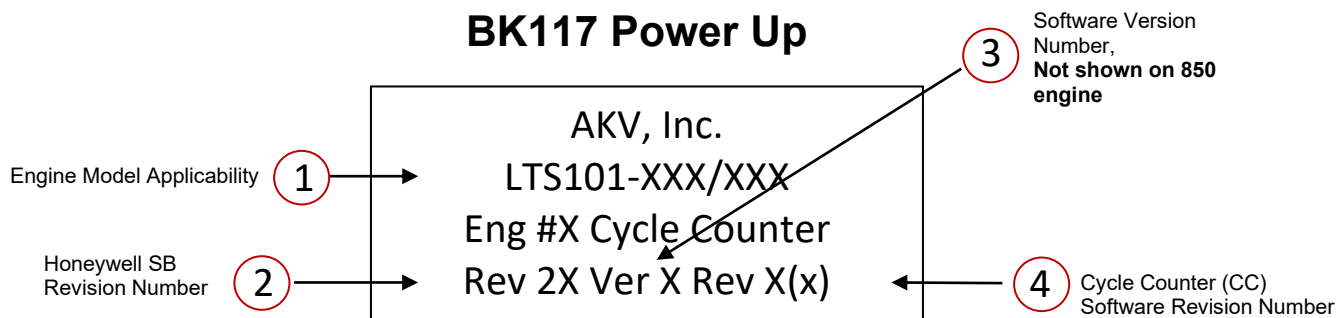 BK117 Power Up
3
Software Version
Number,
Not shown on 850
engine
AKV, Inc.
Engine Model Applicability
1
LTS101-XXX/XXX
Eng #X Cycle Counter
Honeywell SB
Revision Number
2
Rev 2X Ver X Rev X(x)
4
Cycle Counter (CC)
Software Revision Number